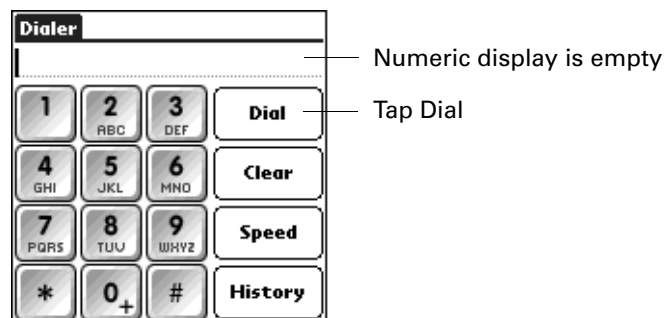 Dialer
Numeric display is empty
1 2 3 Dial
ABC DEF
Tap Dial
4 5 6 Clear
GHI JKL MNO
7 8 9 Speed
PQRS TUV WXYZ
* 0 # History
+